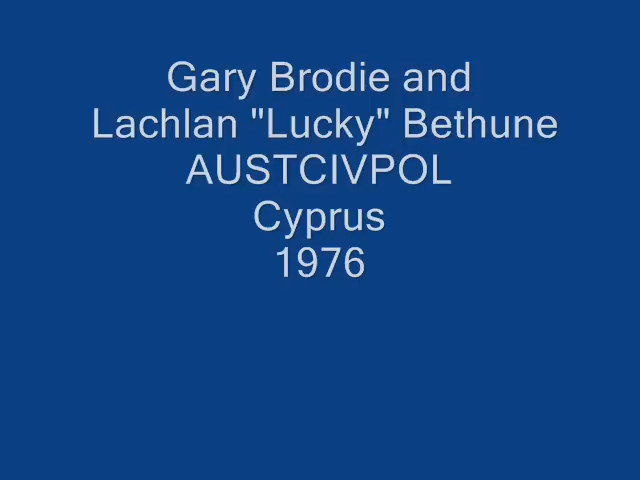 Gary Brodie and
Lachlan "Lucky" Bethune
AUSTCIVPOL
Cyprus
1976